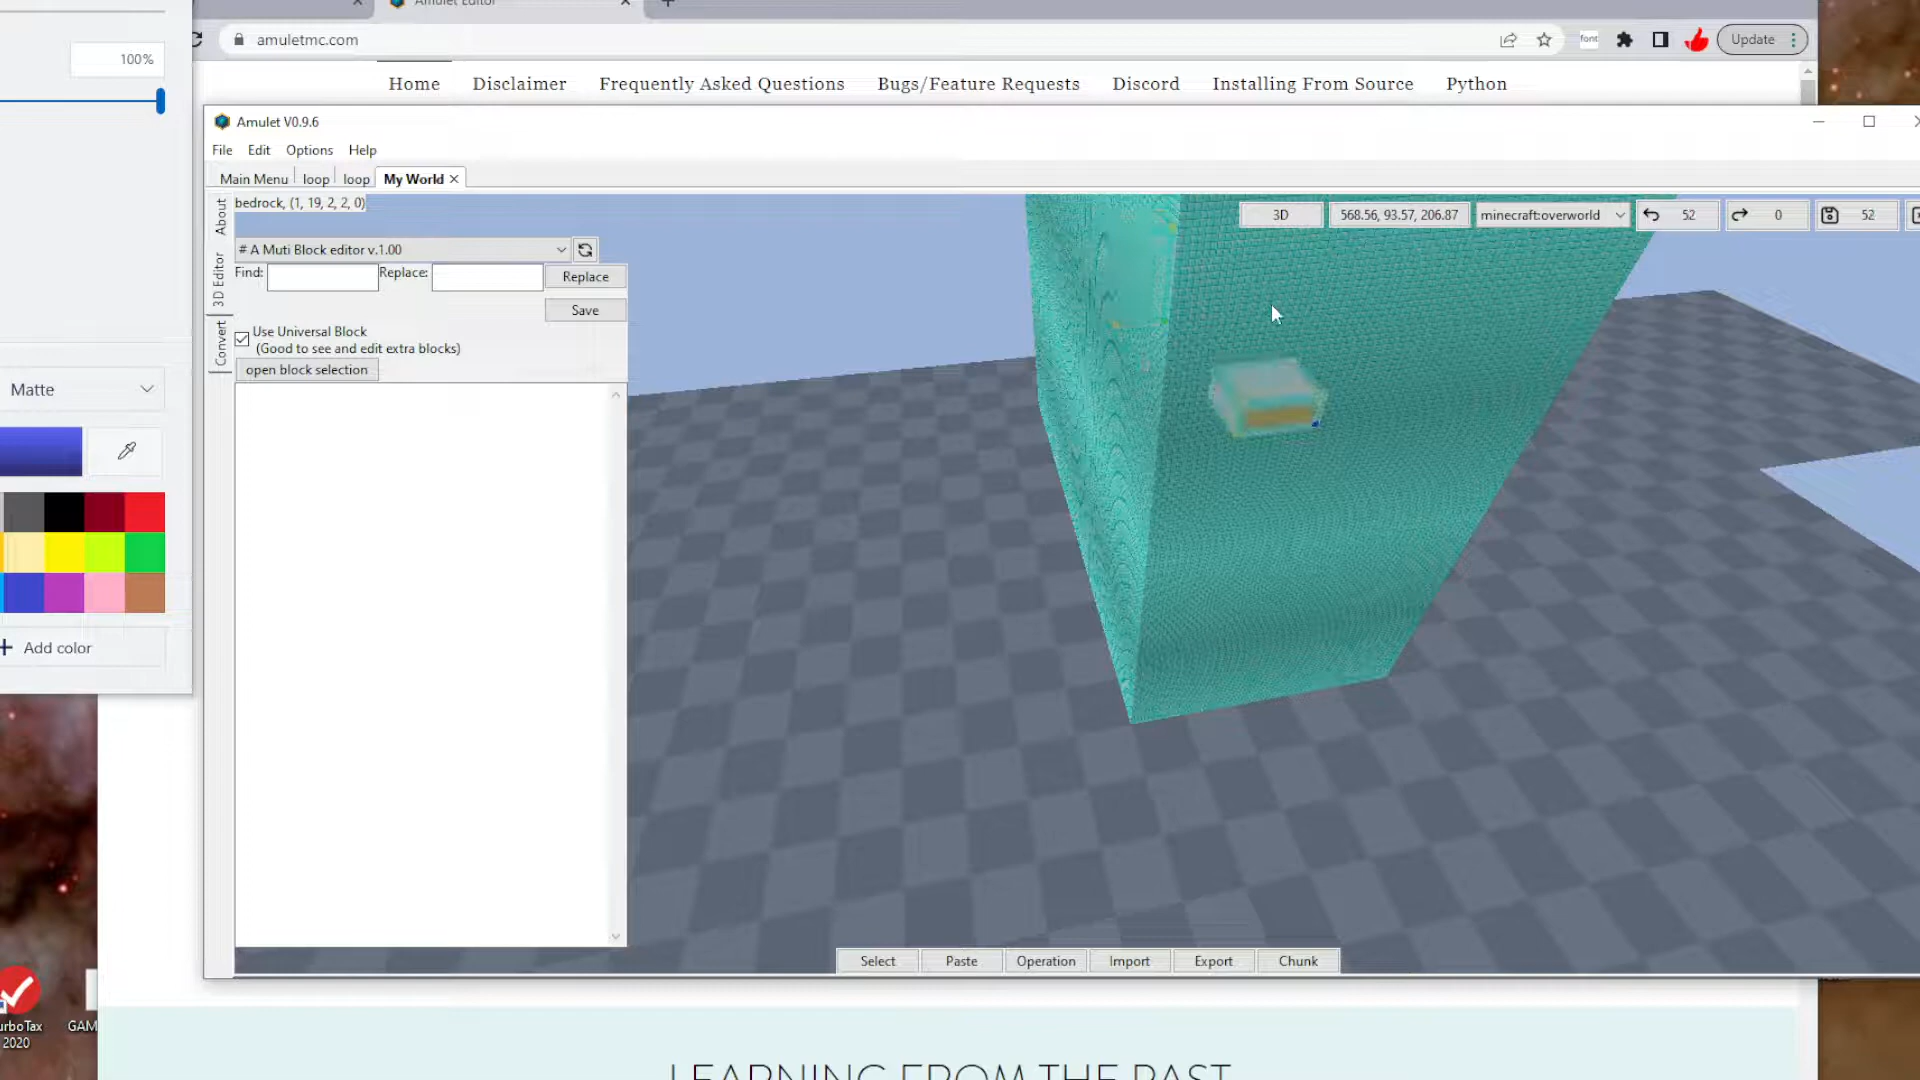 Amulet Editor
amuletmc.com
font
Update
100%
Home Disclaimer Frequently Asked Questions Bugs/Feature Requests Discord Installing From Source Python
Amulet V0.9.6
File Edit Options Help
Main Menu loop loop My World
About
3D Editor
Convert
bedrock, (1, 19, 2, 2, 0)
3D 568.56, 93.57, 206.87 minecraft:overworld 52 0 52
# A Muti Block editor v.1.00
Find: Replace: Replace
Save
Use Universal Block
(Good to see and edit extra blocks)
open block selection
Matte
Add color
Select Paste Operation Import Export Chunk
urboTax
2020
GAM
LEARNING FROM THE PAST